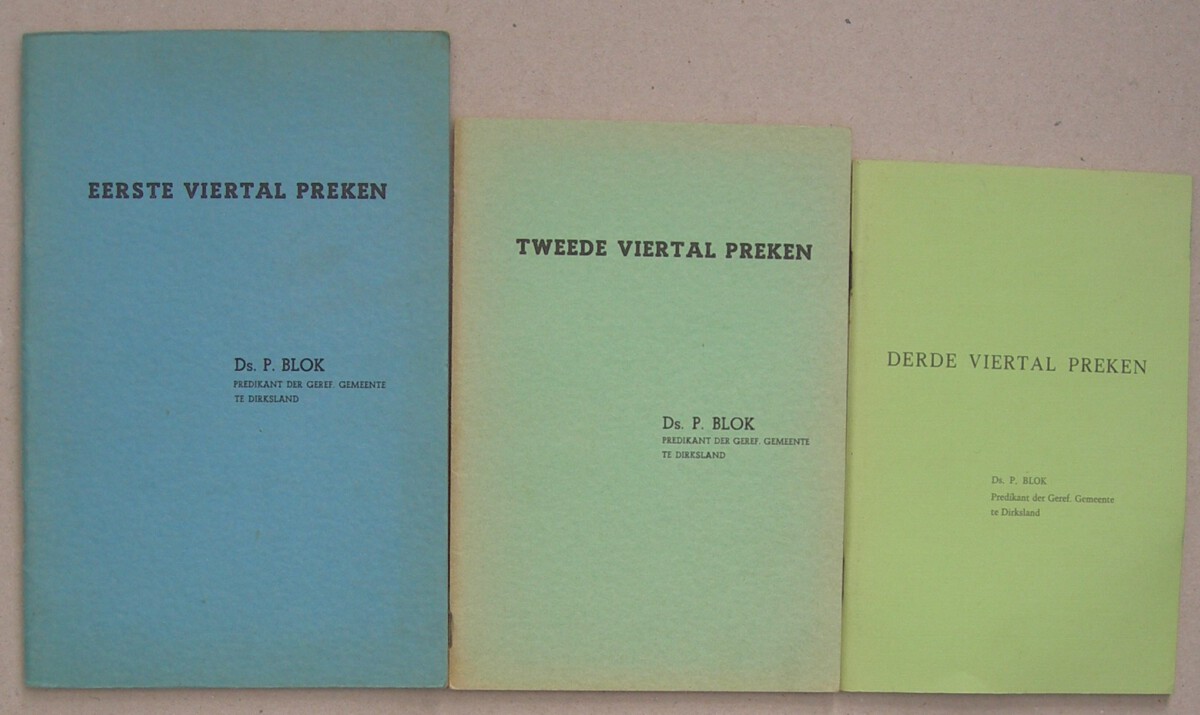 EERSTE VIERTAL PREKEN
Ds. P. BLOK
PREDIKANT DER GEREF. GEMEENTE
TE DIRKSLAND
TWEEDE VIERTAL PREKEN
Ds. P. BLOK
PREDIKANT DER GEREF. GEMEENTE
TE DIRKSLAND
DERDE VIERTAL PREKEN
Ds. P. BLOK
Predikant der Geref. Gemeente
te Dirksland